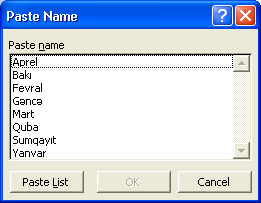 Paste Name
Paste name
Aprel
Bakı
Fevral
Gəncə
Mart
Quba
Sumqayıt
Yanvar
Paste List
OK
Cancel